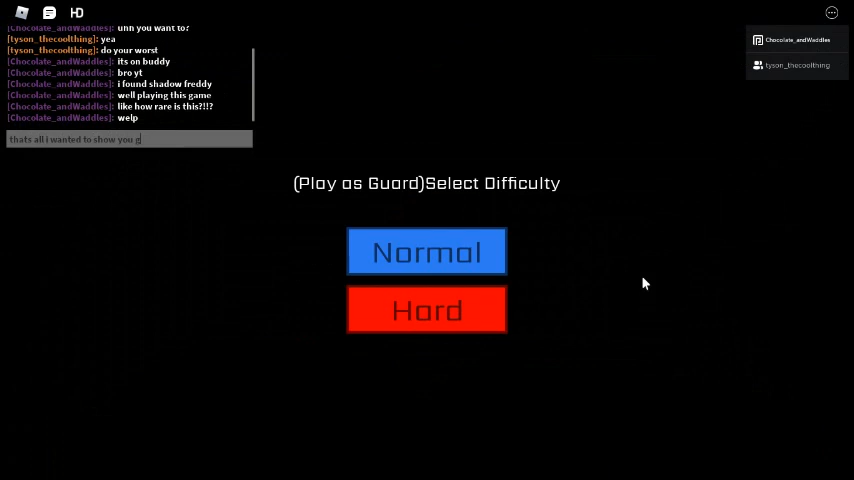 HD
[Chocolate_andWaddles]: uhh you want to?
[tyson_thecoolthing]: yea
[tyson_thecoolthing]: do your worst
[Chocolate_andWaddles]: its on buddy
[Chocolate_andWaddles]: bro yt
[Chocolate_andWaddles]: i found shadow freddy
[Chocolate_andWaddles]: well playing this game
[Chocolate_andWaddles]: like how rare is this?!!?
[Chocolate_andWaddles]: welp
thats all i wanted to show you g
Chocolate_andWaddles
tyson_thecoolthing
(Play as Guard)Select Difficulty
Normal
Hard